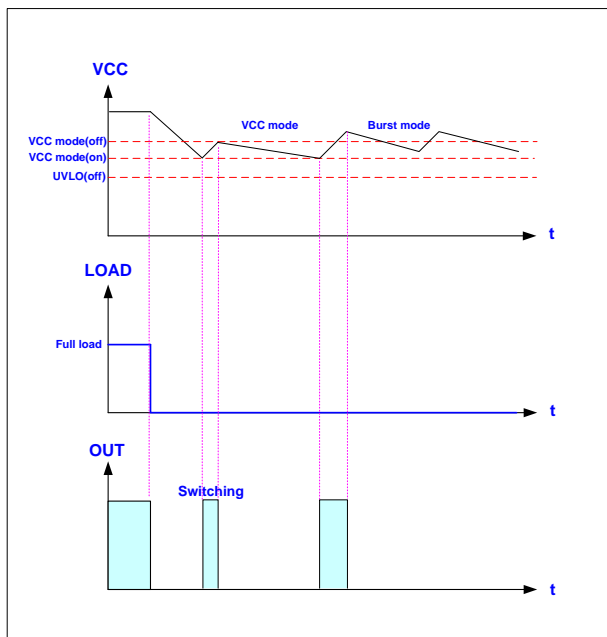 VCC
VCC mode
Burst mode
VCC mode(off)
VCC mode(on)
UVLO(off)
t
LOAD
Full load
t
OUT
Switching
t